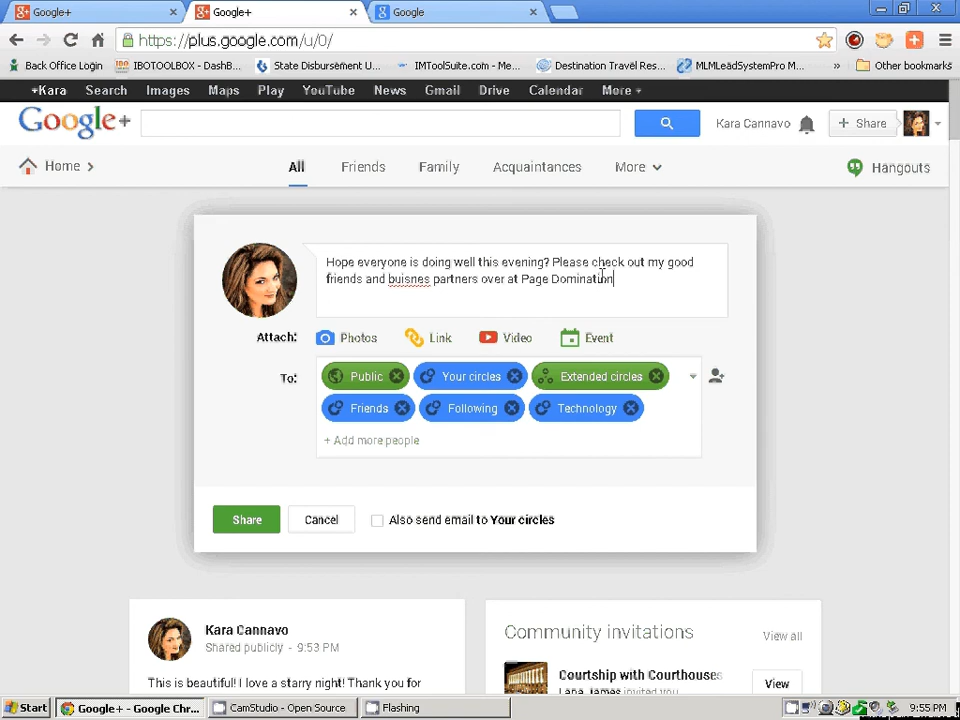 Google+
Google+
Google
https://plus.google.com/u/0/
Back Office Login IBOTOOLBOX - DashB... State Disbursement U... IMToolSuite.com - Me... Destination Travel Res... MLMLeadSystemPro M... » Other bookmarks
+Kara Search Images Maps Play YouTube News Gmail Drive Calendar More
Google+ Kara Cannavo + Share
Home All Friends Family Acquaintances More Hangouts
Hope everyone is doing well this evening? Please check out my good
friends and buisnes partners over at Page Domination
Attach: Photos Link Video Event
To: Public Your circles Extended circles
Friends Following Technology
+ Add more people
Share Cancel Also send email to Your circles
Kara Cannavo
Shared publicly - 9:53 PM
This is beautiful! I love a starry night! Thank you for
Community invitations View all
Courtship with Courthouses
Lana James invited you
View
Start Google+ - Google Chr... CamStudio - Open Source Flashing 9:55 PM